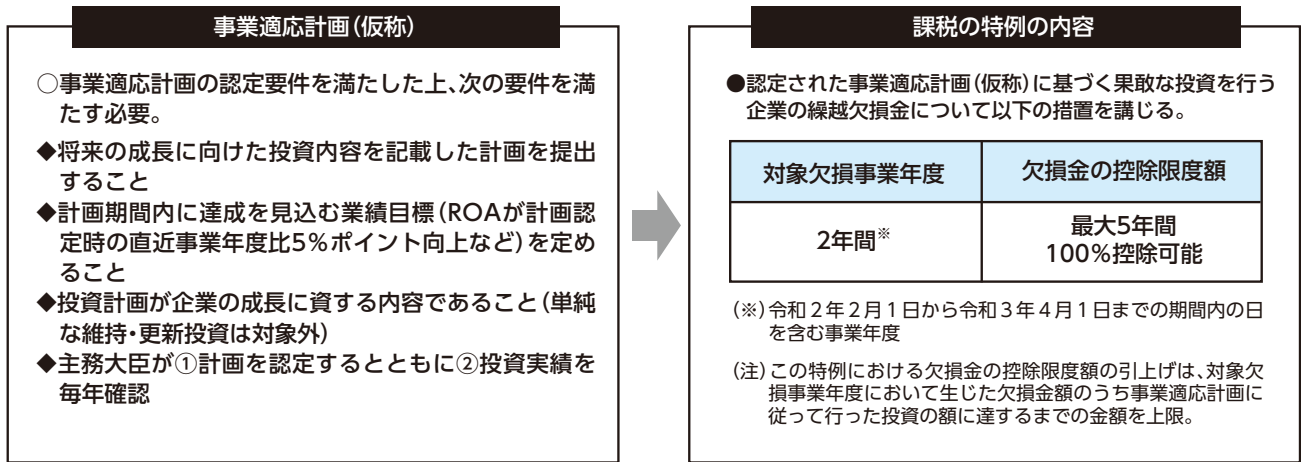 事業適応計画(仮称)
○事業適応計画の認定要件を満たした上、次の要件を満
たす必要。
◆将来の成長に向けた投資内容を記載した計画を提出
すること
◆計画期間内に達成を見込む業績目標(ROAが計画認
定時の直近事業年度比5%ポイント向上など)を定め
ること
◆投資計画が企業の成長に資する内容であること(単純
な維持・更新投資は対象外)
◆主務大臣が①計画を認定するとともに②投資実績を
毎年確認
課税の特例の内容
●認定された事業適応計画(仮称)に基づく果敢な投資を行う
企業の繰越欠損金について以下の措置を講じる。
対象欠損事業年度
欠損金の控除限度額
2年間※
最大5年間
100%控除可能
(※)令和2年2月1日から令和3年4月1日までの期間内の日
を含む事業年度
(注)この特例における欠損金の控除限度額の引上げは、対象欠
損事業年度において生じた欠損金額のうち事業適応計画に
従って行った投資の額に達するまでの金額を上限。